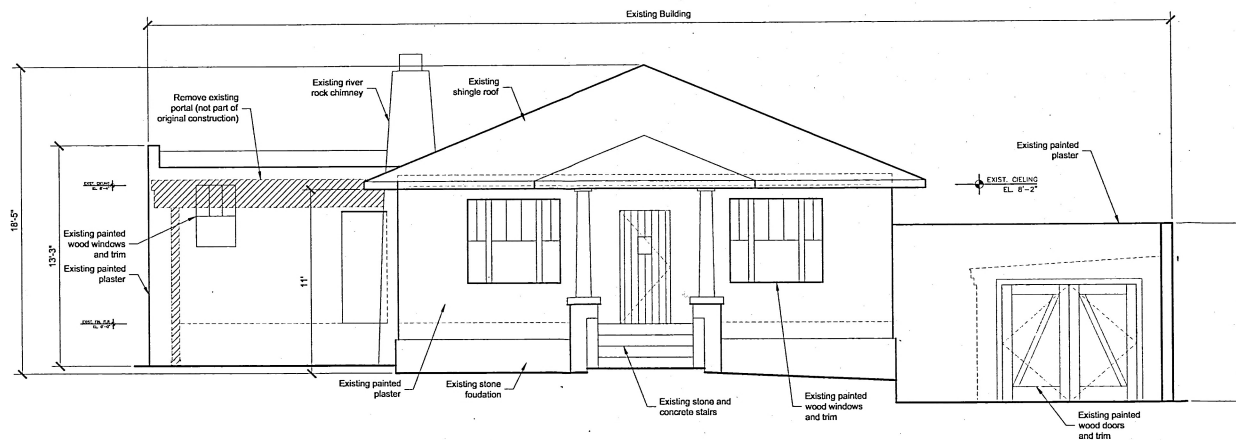 Existing Building
Existing river
rock chimney
Existing
shingle roof
Remove existing
portal (not part of
original construction)
Existing painted
plaster
EXIST. CIELING
EL. 8'-2"
18'-5"
13'-3"
11'
Existing painted
wood windows
and trim
Existing painted
plaster
Existing painted
plaster
Existing stone
foudation
Existing stone and
concrete stairs
Existing painted
wood windows
and trim
Existing painted
wood doors
and trim